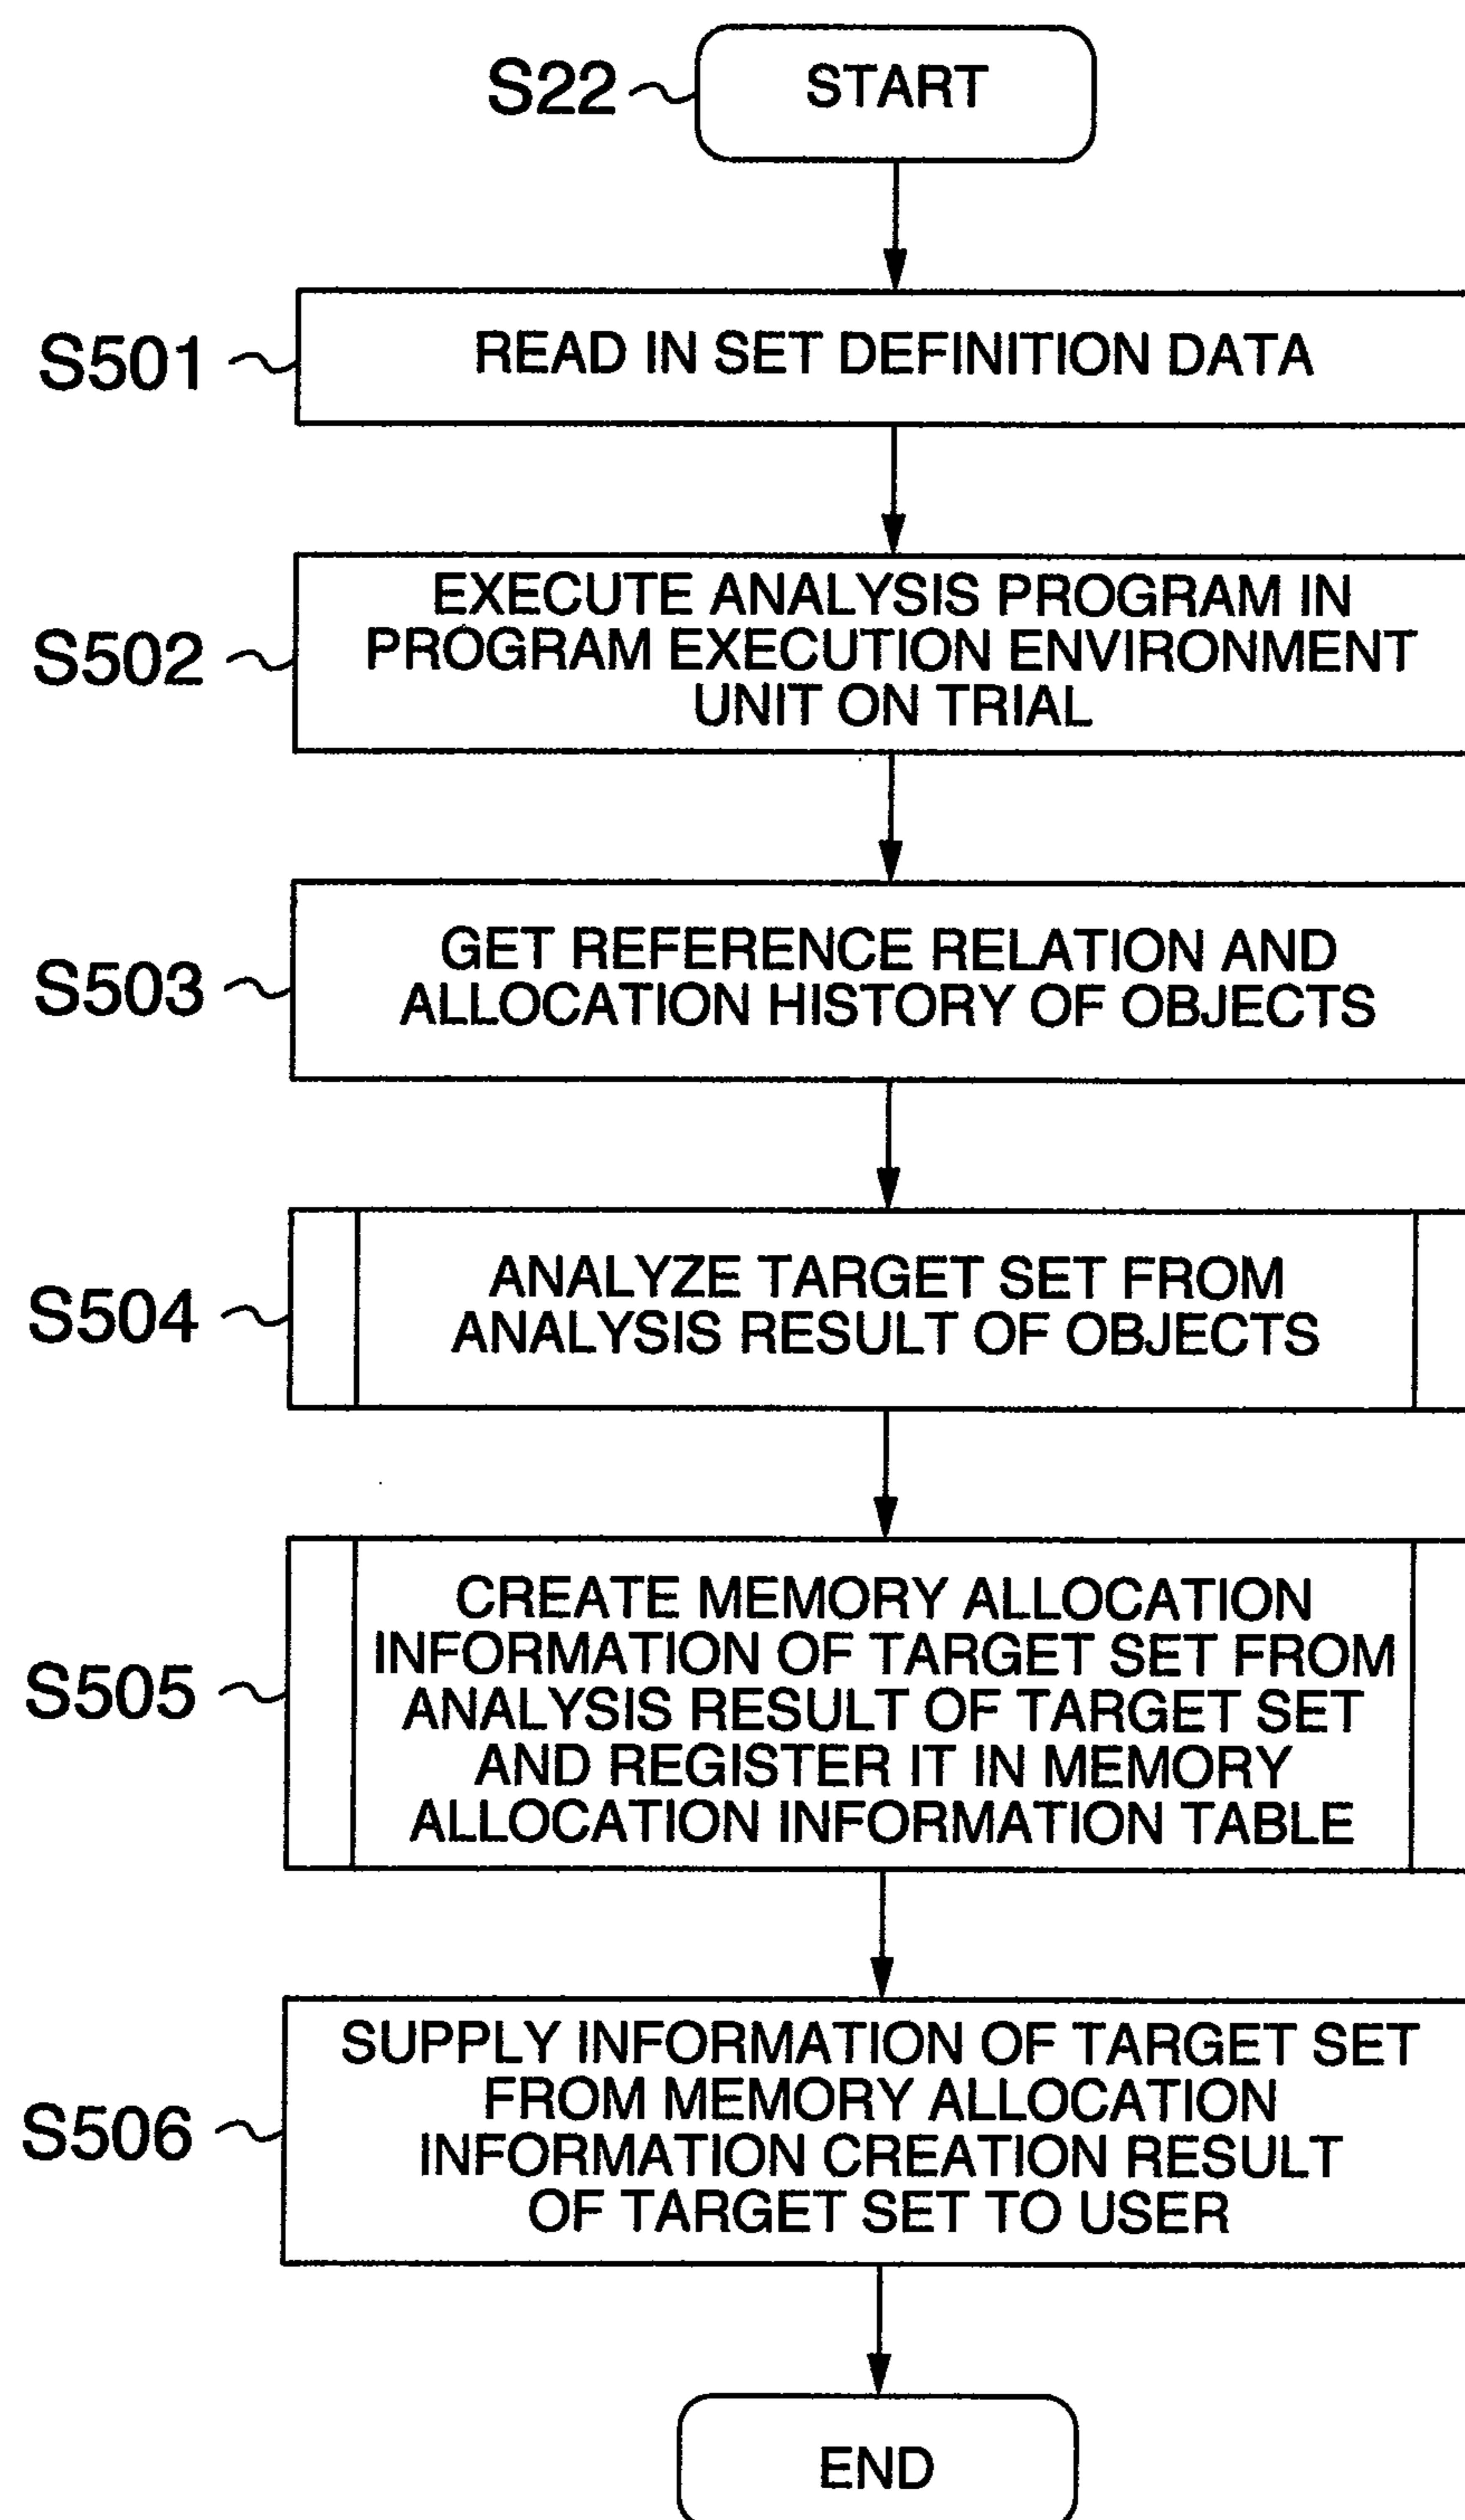 S22
START
S501
READ IN SET DEFINITION DATA
S502
EXECUTE ANALYSIS PROGRAM IN
PROGRAM EXECUTION ENVIRONMENT
UNIT ON TRIAL
S503
GET REFERENCE RELATION AND
ALLOCATION HISTORY OF OBJECTS
S504
ANALYZE TARGET SET FROM
ANALYSIS RESULT OF OBJECTS
S505
CREATE MEMORY ALLOCATION
INFORMATION OF TARGET SET FROM
ANALYSIS RESULT OF TARGET SET
AND REGISTER IT IN MEMORY
ALLOCATION INFORMATION TABLE
S506
SUPPLY INFORMATION OF TARGET SET
FROM MEMORY ALLOCATION
INFORMATION CREATION RESULT
OF TARGET SET TO USER
END